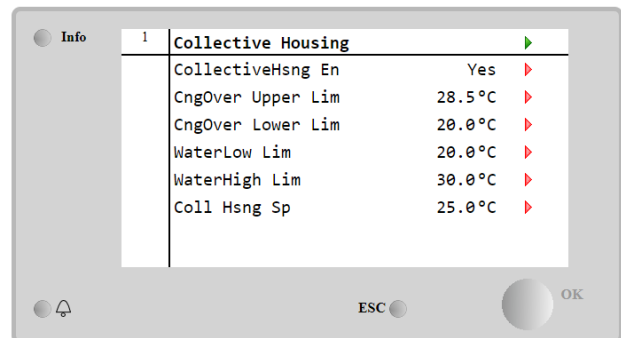 Info
1 Collective Housing
CollectiveHsng En Yes
CngOver Upper Lim 28.5°C
CngOver Lower Lim 20.0°C
WaterLow Lim 20.0°C
WaterHigh Lim 30.0°C
Coll Hsng Sp 25.0°C
ESC
OK